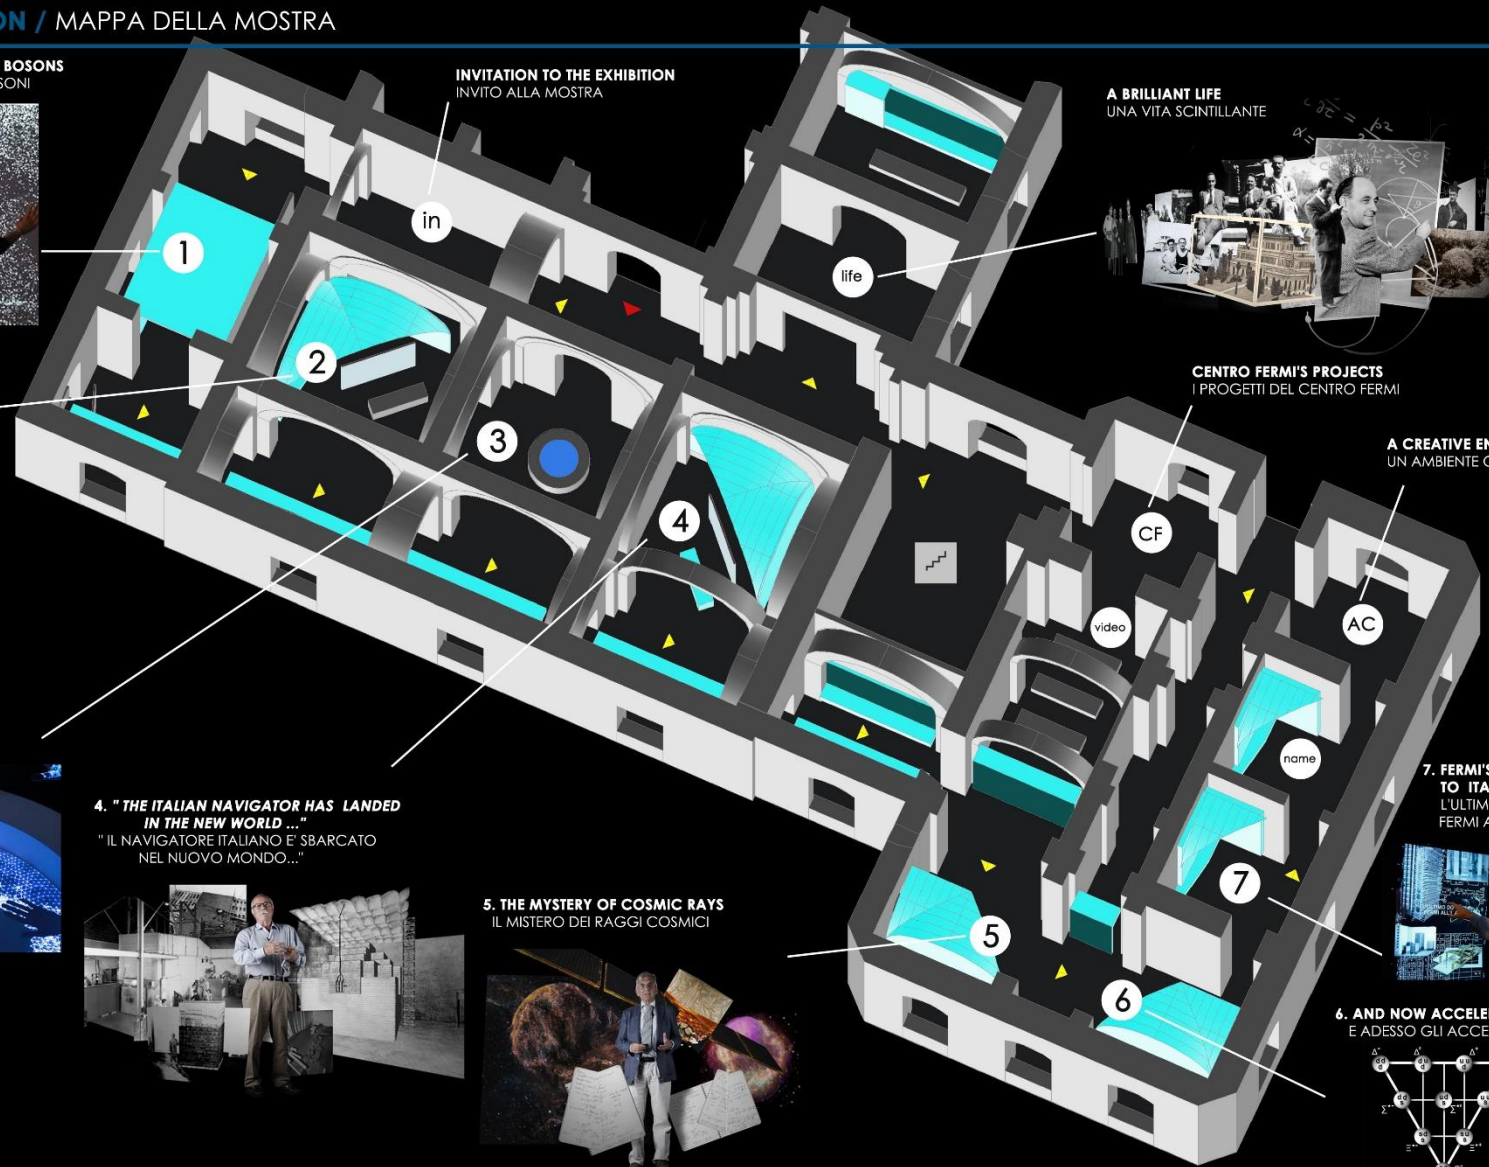 ON / MAPPA DELLA MOSTRA
BOSONS
SONI
INVITATION TO THE EXHIBITION
INVITO ALLA MOSTRA
A BRILLIANT LIFE
UNA VITA SCINTILLANTE
in
1
life
2
CENTRO FERMI'S PROJECTS
I PROGETTI DEL CENTRO FERMI
3
A CREATIVE EN
UN AMBIENTE C
4
CF
video
AC
name
7. FERMI'S
TO ITA
L'ULTIM
FERMI A
4. " THE ITALIAN NAVIGATOR HAS LANDED
IN THE NEW WORLD ..."
" IL NAVIGATORE ITALIANO E' SBARCATO
NEL NUOVO MONDO..."
7
5. THE MYSTERY OF COSMIC RAYS
IL MISTERO DEI RAGGI COSMICI
5
6
6. AND NOW ACCELE
E ADESSO GLI ACCE